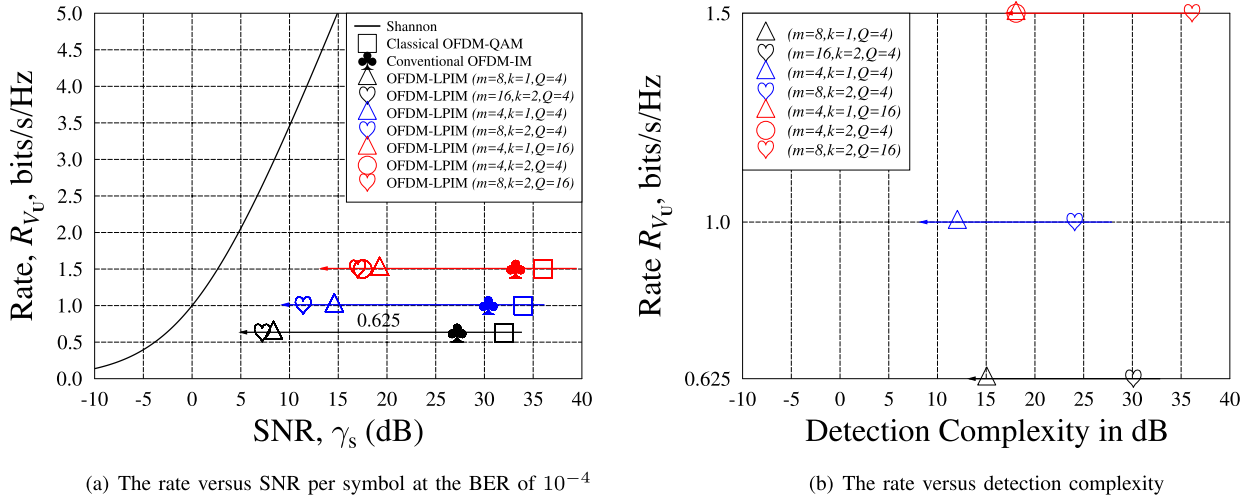 5.0
4.5
4.0
3.5
3.0
2.5
2.0
1.5
1.0
0.5
0.0
Rate, R_{V_U}, bits/s/Hz
Shannon
Classical OFDM-QAM
Conventional OFDM-IM
OFDM-LPIM (m=8,k=1,Q=4)
OFDM-LPIM (m=16,k=2,Q=4)
OFDM-LPIM (m=4,k=1,Q=4)
OFDM-LPIM (m=8,k=2,Q=4)
OFDM-LPIM (m=4,k=1,Q=16)
OFDM-LPIM (m=4,k=2,Q=4)
OFDM-LPIM (m=8,k=2,Q=16)
0.625
-10 -5 0 5 10 15 20 25 30 35 40
SNR, γ_s (dB)
(a) The rate versus SNR per symbol at the BER of 10^{-4}
1.5
1.0
0.625
Rate R_{V_U}, bits/s/Hz
(m=8,k=1,Q=4)
(m=16,k=2,Q=4)
(m=4,k=1,Q=4)
(m=8,k=2,Q=4)
(m=4,k=1,Q=16)
(m=4,k=2,Q=4)
(m=8,k=2,Q=16)
-10 -5 0 5 10 15 20 25 30 35 40
Detection Complexity in dB
(b) The rate versus detection complexity